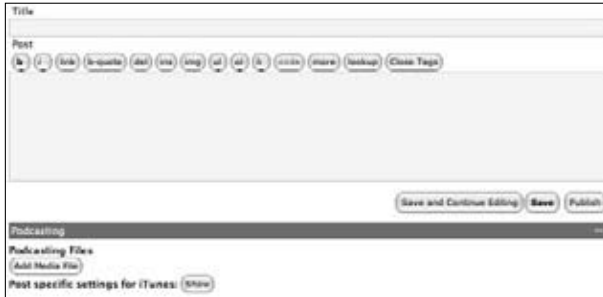 Title
Post
b i link b-quote del ins img ul ol li code more lookup Close Tags
Save and Continue Editing Save Publish
Podcasting
Podcasting Files
Add Media File
Post specific settings for iTunes: Show